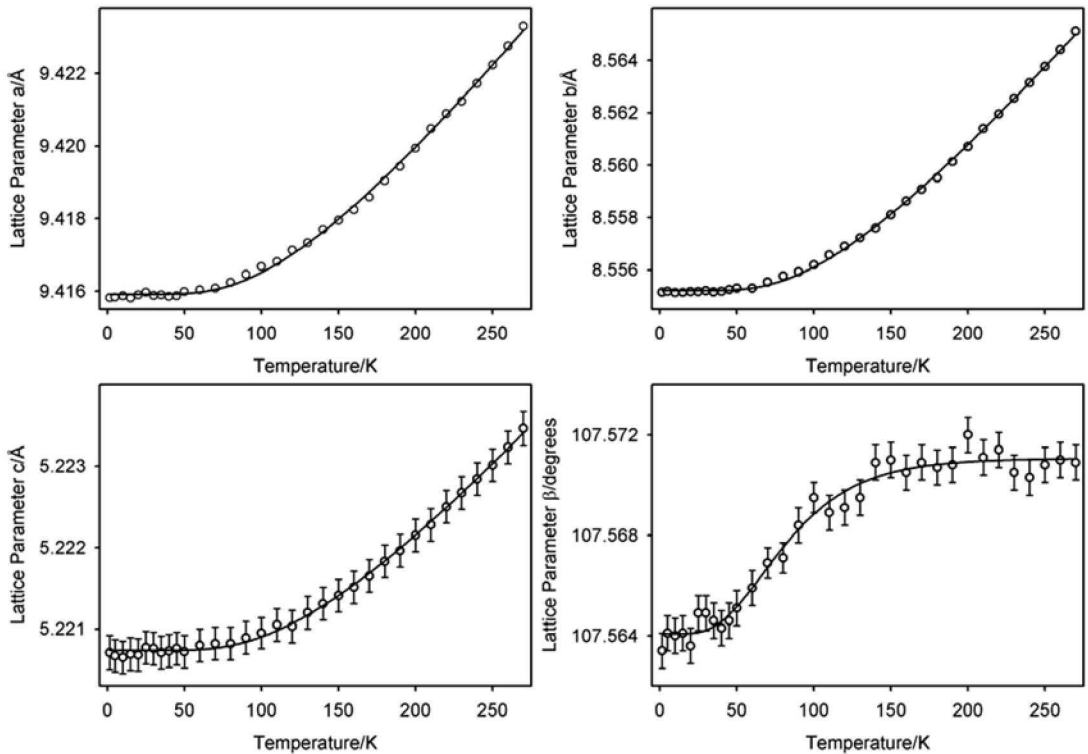 Lattice Parameter a/Å
9.422
9.420
9.418
9.416
0 50 100 150 200 250
Temperature/K
Lattice Parameter b/Å
8.564
8.562
8.560
8.558
8.556
0 50 100 150 200 250
Temperature/K
Lattice Parameter c/Å
5.223
5.222
5.221
0 50 100 150 200 250
Temperature/K
Lattice Parameter β/degrees
107.572
107.568
107.564
0 50 100 150 200 250
Temperature/K